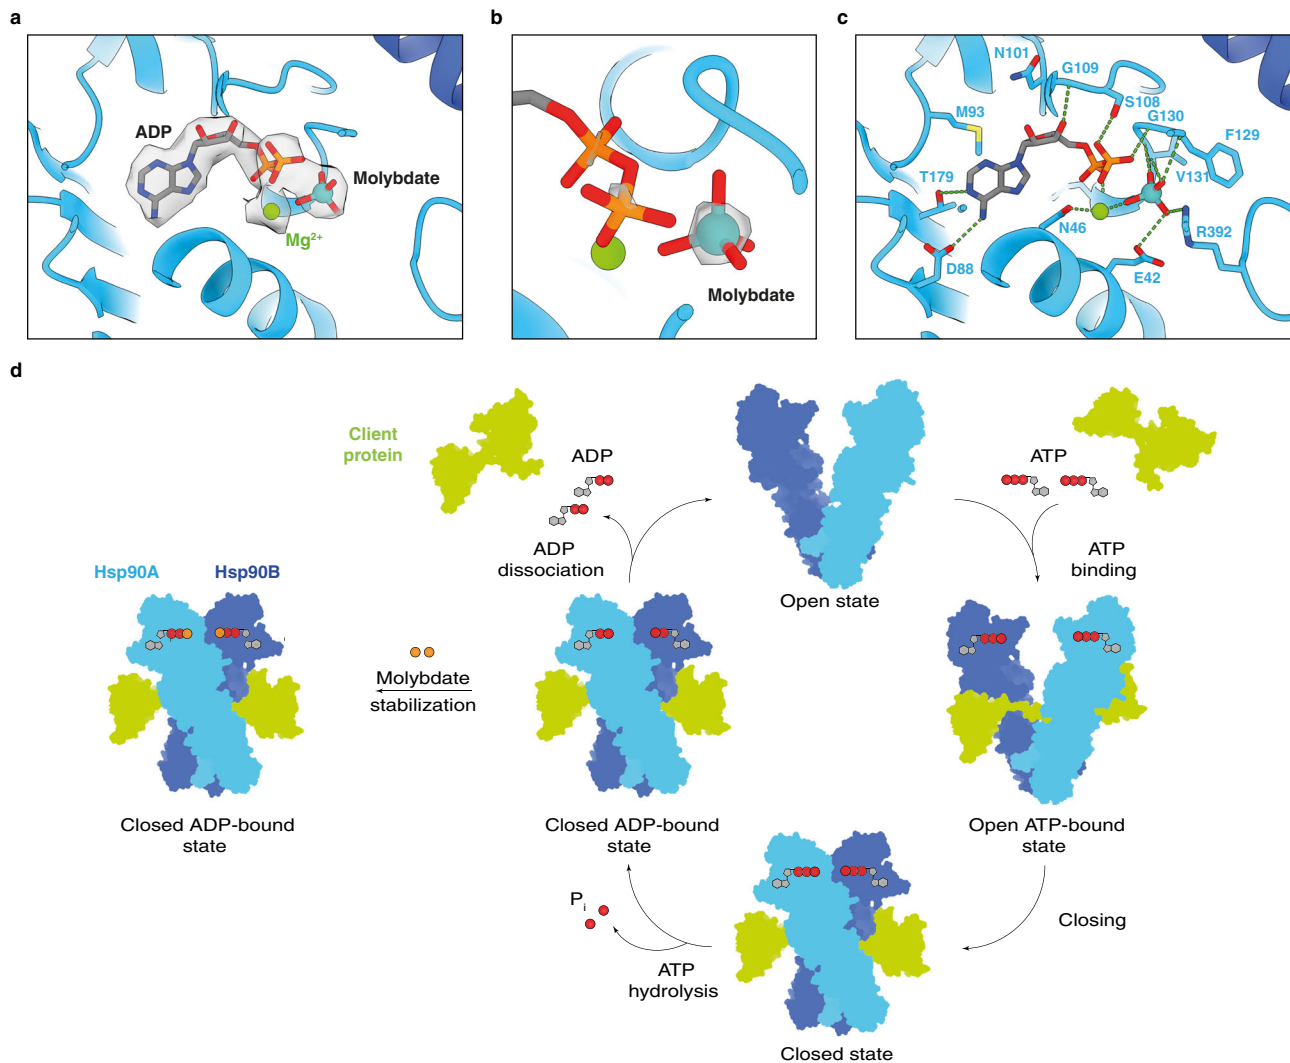 a
ADP
Molybdate
Mg²⁺
b
Molybdate
c
N101
G109
S108
G130
M93
F129
V131
T179
N46
R392
D88
E42
d
Client
protein
ADP
ATP
ADP
dissociation
ATP
binding
Open state
Hsp90A
Hsp90B
Molybdate
stabilization
Closed ADP-bound
state
Closed ADP-bound
state
Open ATP-bound
state
Pᵢ
Closing
ATP
hydrolysis
Closed state